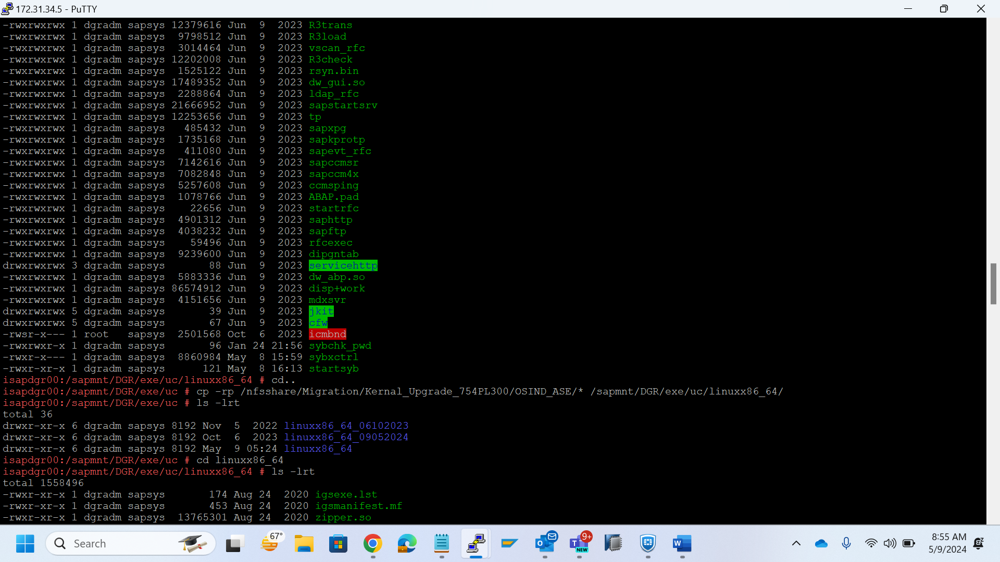 172.31.34.5 - PuTTY
-rwxrwxrwx 1 dgradm sapsys 12379616 Jun  9  2023 R3trans
-rwxrwxrwx 1 dgradm sapsys  9798512 Jun  9  2023 R3load
-rwxrwxrwx 1 dgradm sapsys  3014464 Jun  9  2023 vscan_rfc
-rwxrwxrwx 1 dgradm sapsys 12202008 Jun  9  2023 R3check
-rwxrwxrwx 1 dgradm sapsys  1525122 Jun  9  2023 rsyn.bin
-rwxrwxrwx 1 dgradm sapsys 17489352 Jun  9  2023 dw_gui.so
-rwxrwxrwx 1 dgradm sapsys  2288864 Jun  9  2023 ldap_rfc
-rwxrwxrwx 1 dgradm sapsys 21666952 Jun  9  2023 sapstartsrv
-rwxrwxrwx 1 dgradm sapsys 12253656 Jun  9  2023 tp
-rwxrwxrwx 1 dgradm sapsys   485432 Jun  9  2023 sapxpg
-rwxrwxrwx 1 dgradm sapsys  1735168 Jun  9  2023 sapkprotp
-rwxrwxrwx 1 dgradm sapsys   411080 Jun  9  2023 sapevt_rfc
-rwxrwxrwx 1 dgradm sapsys  7142616 Jun  9  2023 sapccmsr
-rwxrwxrwx 1 dgradm sapsys  7082848 Jun  9  2023 sapccm4x
-rwxrwxrwx 1 dgradm sapsys  5257608 Jun  9  2023 ccmsping
-rwxrwxrwx 1 dgradm sapsys  1078766 Jun  9  2023 ABAP.pad
-rwxrwxrwx 1 dgradm sapsys    22656 Jun  9  2023 startrfc
-rwxrwxrwx 1 dgradm sapsys  4901312 Jun  9  2023 saphttp
-rwxrwxrwx 1 dgradm sapsys  4038232 Jun  9  2023 sapftp
-rwxrwxrwx 1 dgradm sapsys    59496 Jun  9  2023 rfcexec
-rwxrwxrwx 1 dgradm sapsys  9239600 Jun  9  2023 dipgntab
drwxrwxrwx 3 dgradm sapsys       88 Jun  9  2023 servicehttp
-rwxrwxrwx 1 dgradm sapsys  5883336 Jun  9  2023 dw_abp.so
-rwxrwxrwx 1 dgradm sapsys 86574912 Jun  9  2023 disp+work
-rwxrwxrwx 1 dgradm sapsys  4151656 Jun  9  2023 mdxsvr
drwxrwxrwx 5 dgradm sapsys       39 Jun  9  2023 jkit
drwxrwxrwx 5 dgradm sapsys       67 Jun  9  2023 cfw
-rwsr-x--- 1 root   sapsys  2501568 Oct  6  2023 icmbnd
-rwxrwxr-x 1 dgradm sapsys       96 Jan 24 21:56 sybchk_pwd
-rwxr-x--- 1 dgradm sapsys  8860984 May  8 15:59 sybxctrl
-rwxr-xr-x 1 dgradm sapsys      121 May  8 16:13 startsyb
isapdgr00:/sapmnt/DGR/exe/uc/linuxx86_64 # cd..
isapdgr00:/sapmnt/DGR/exe/uc # cp -rp /nfsshare/Migration/Kernal_Upgrade_754PL300/OSIND_ASE/* /sapmnt/DGR/exe/uc/linuxx86_64/
isapdgr00:/sapmnt/DGR/exe/uc # ls -lrt
total 36
drwxr-xr-x 6 dgradm sapsys 8192 Nov  5  2022 linuxx86_64_06102023
drwxr-xr-x 6 dgradm sapsys 8192 Oct  6  2023 linuxx86_64_09052024
drwxr-xr-x 6 dgradm sapsys 8192 May  9 05:24 linuxx86_64
isapdgr00:/sapmnt/DGR/exe/uc # cd linuxx86_64
isapdgr00:/sapmnt/DGR/exe/uc/linuxx86_64 # ls -lrt
total 1558496
-rwxr-xr-x 1 dgradm sapsys       174 Aug 24  2020 igsexe.lst
-rwxr-xr-x 1 dgradm sapsys       453 Aug 24  2020 igsmanifest.mf
-rwxr-xr-x 1 dgradm sapsys  13765301 Aug 24  2020 zipper.so
Search
67°
9+
NEW
8:55 AM
5/9/2024